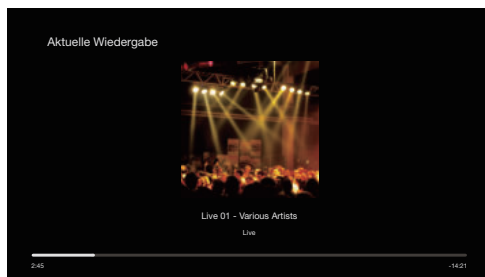 Aktuelle Wiedergabe
Live 01 - Various Artists
Live
2:45
-14:21